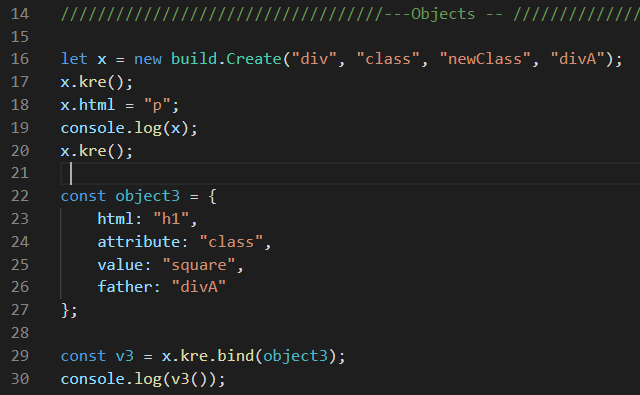 14 ///////////////////////////////////---Objects -- //////////////
15
16 let x = new build.Create("div", "class", "newClass", "divA");
17 x.kre();
18 x.html = "p";
19 console.log(x);
20 x.kre();
21
22 const object3 = {
23 html: "h1",
24 attribute: "class",
25 value: "square",
26 father: "divA"
27 };
28
29 const v3 = x.kre.bind(object3);
30 console.log(v3());